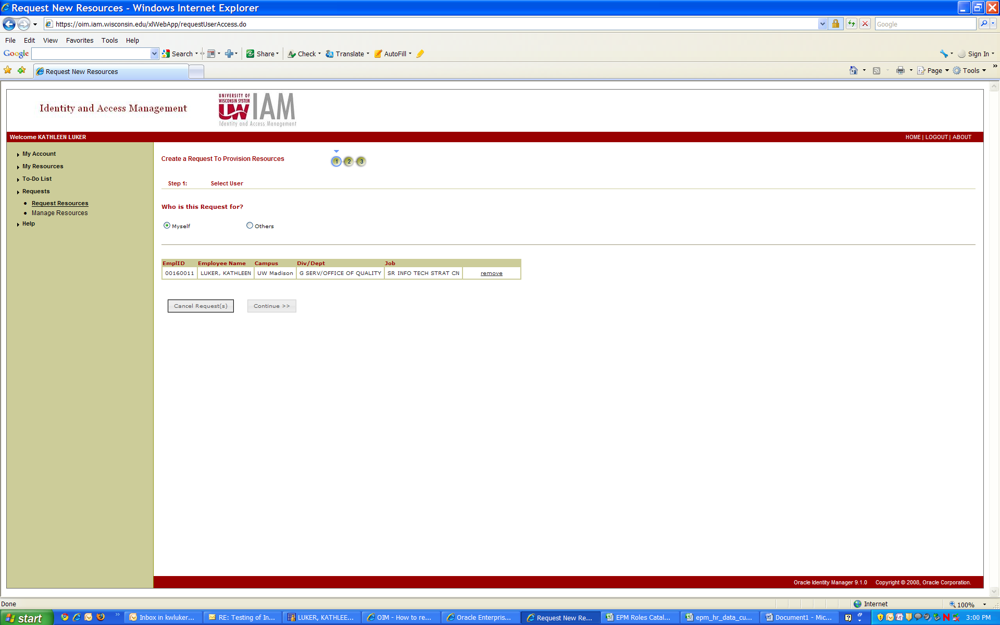 Request New Resources - Windows Internet Explorer
https://oim.iam.wisconsin.edu/xlWebApp/requestUserAccess.do
Google
File Edit View Favorites Tools Help
Google Search Share Check Translate AutoFill Sign In
Request New Resources Page Tools »
Identity and Access Management
UNIVERSITY OF
WISCONSIN SYSTEM
UW IAM
Identity and Access Management
Welcome KATHLEEN LUKER HOME | LOGOUT | ABOUT
My Account
My Resources
To-Do List
Requests
Request Resources
Manage Resources
Help
Create a Request To Provision Resources 1 2 3
Step 1: Select User
Who is this Request for?
Myself Others
EmplID Employee Name Campus Div/Dept Job
00160011 LUKER, KATHLEEN UW Madison G SERV/OFFICE OF QUALITY SR INFO TECH STRAT CN remove
Cancel Request(s) Continue >>
Oracle Identity Manager 9.1.0 Copyright © 2008, Oracle Corporation.
Done Internet 100%
start » Inbox in kwluker... RE: Testing of In... LUKER, KATHLEE... OIM - How to re... Oracle Enterpris... Request New Re... EPM Roles Catal... epm_hr_data_cu... Document1 - Mic... 3:00 PM